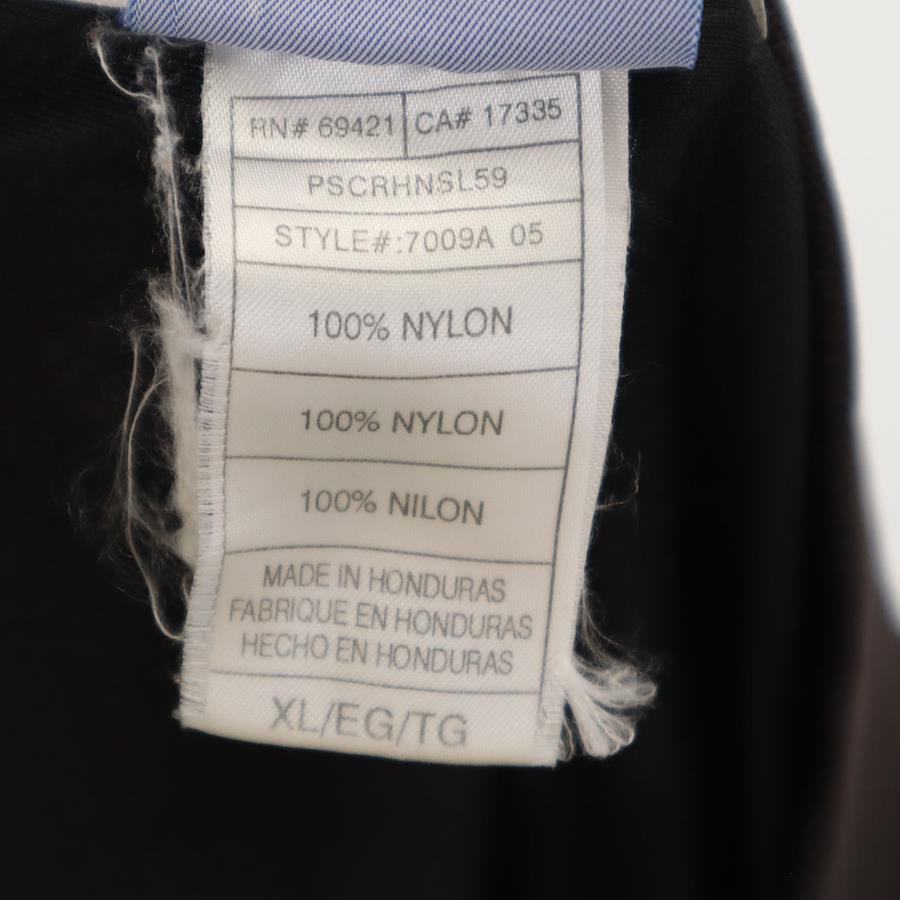 RN# 69421 CA# 17335
PSCRHNSL59
STYLE#:7009A 05
100% NYLON
100% NYLON
100% NILON
MADE IN HONDURAS
FABRIQUE EN HONDURAS
HECHO EN HONDURAS
XL/EG/TG